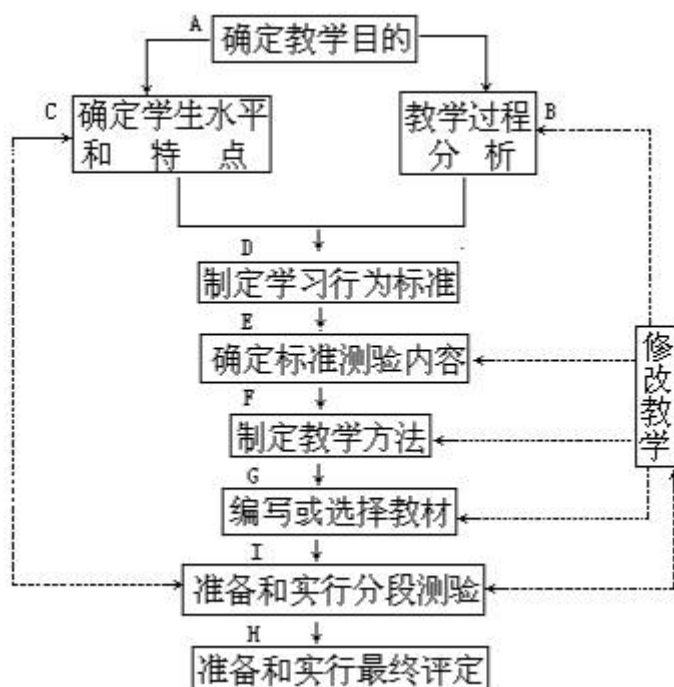 A
确定教学目的
C
确定学生水平
和 特 点
教学过程
分 析
B
D
制定学习行为标准
E
确定标准测验内容
F
制定教学方法
G
编写或选择教材
I
准备和实行分段测验
H
准备和实行最终评定
修改教学